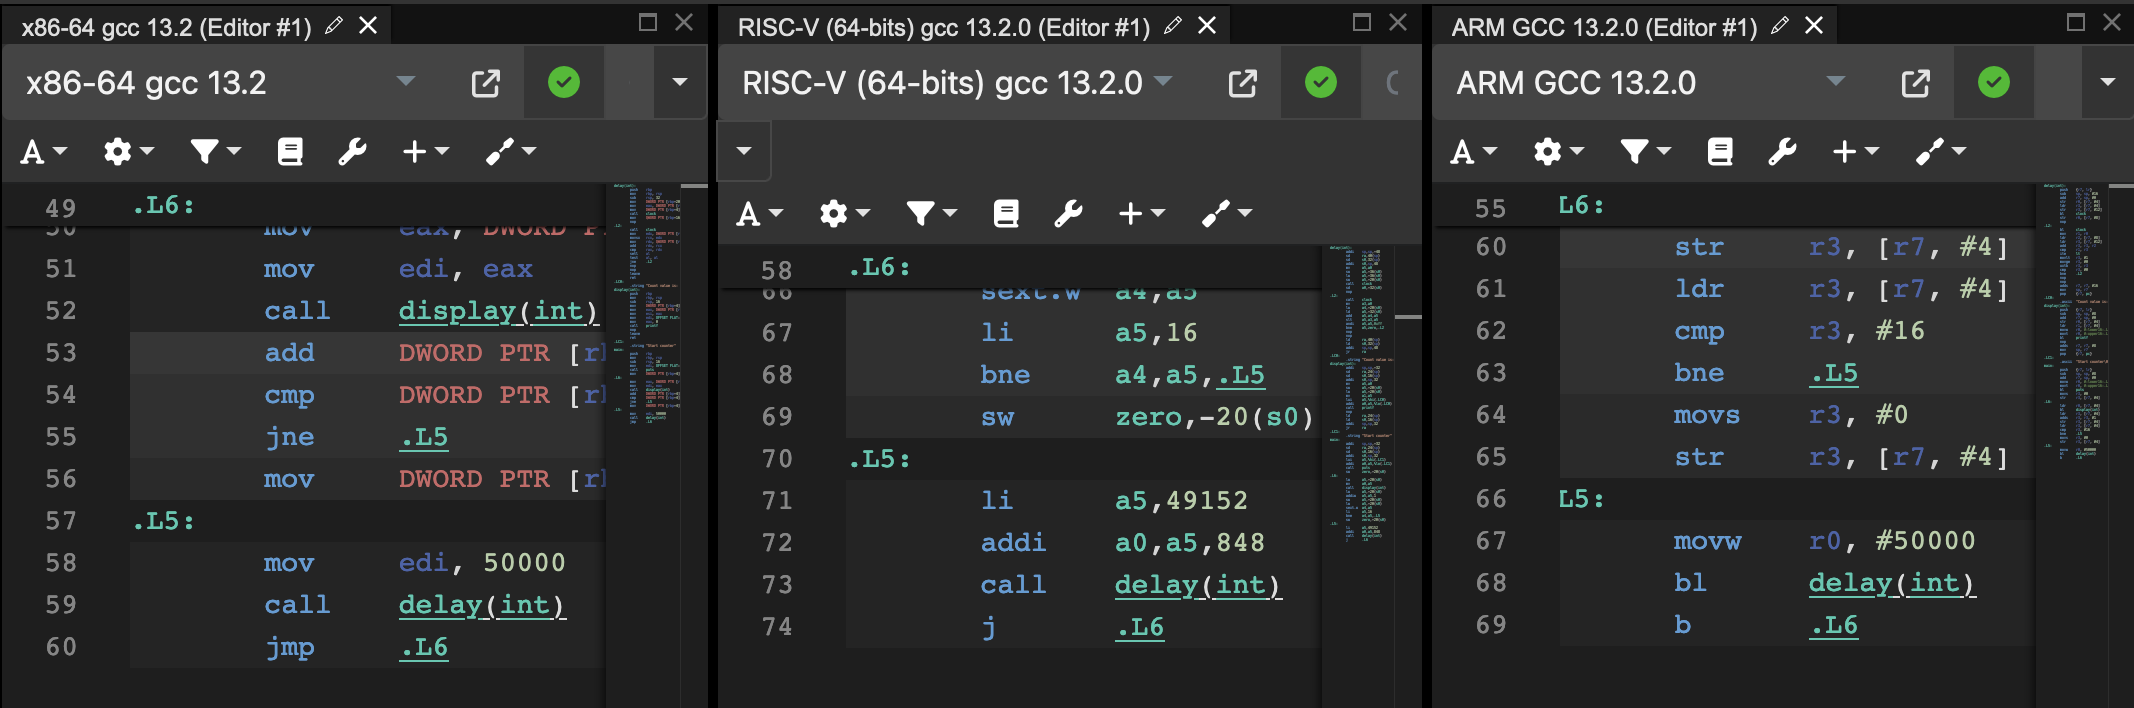 x86-64 gcc 13.2 (Editor #1)
x86-64 gcc 13.2
A
49 .L6:
mov eax, DWORD
51 mov edi, eax
52 call display(int)
53 add DWORD PTR [r
54 cmp DWORD PTR [r
55 jne .L5
56 mov DWORD PTR [r
57 .L5:
58 mov edi, 50000
59 call delay(int)
60 jmp .L6
RISC-V (64-bits) gcc 13.2.0 (Editor #1)
RISC-V (64-bits) gcc 13.2.0
A
58 .L6:
66 sext.w a4,a5
67 li a5,16
68 bne a4,a5,.L5
69 sw zero,-20(s0)
70 .L5:
71 li a5,49152
72 addi a0,a5,848
73 call delay(int)
74 j .L6
ARM GCC 13.2.0 (Editor #1)
ARM GCC 13.2.0
A
55 L6:
60 str r3, [r7, #4]
61 ldr r3, [r7, #4]
62 cmp r3, #16
63 bne .L5
64 movs r3, #0
65 str r3, [r7, #4]
66 L5:
67 movw r0, #50000
68 bl delay(int)
69 b .L6